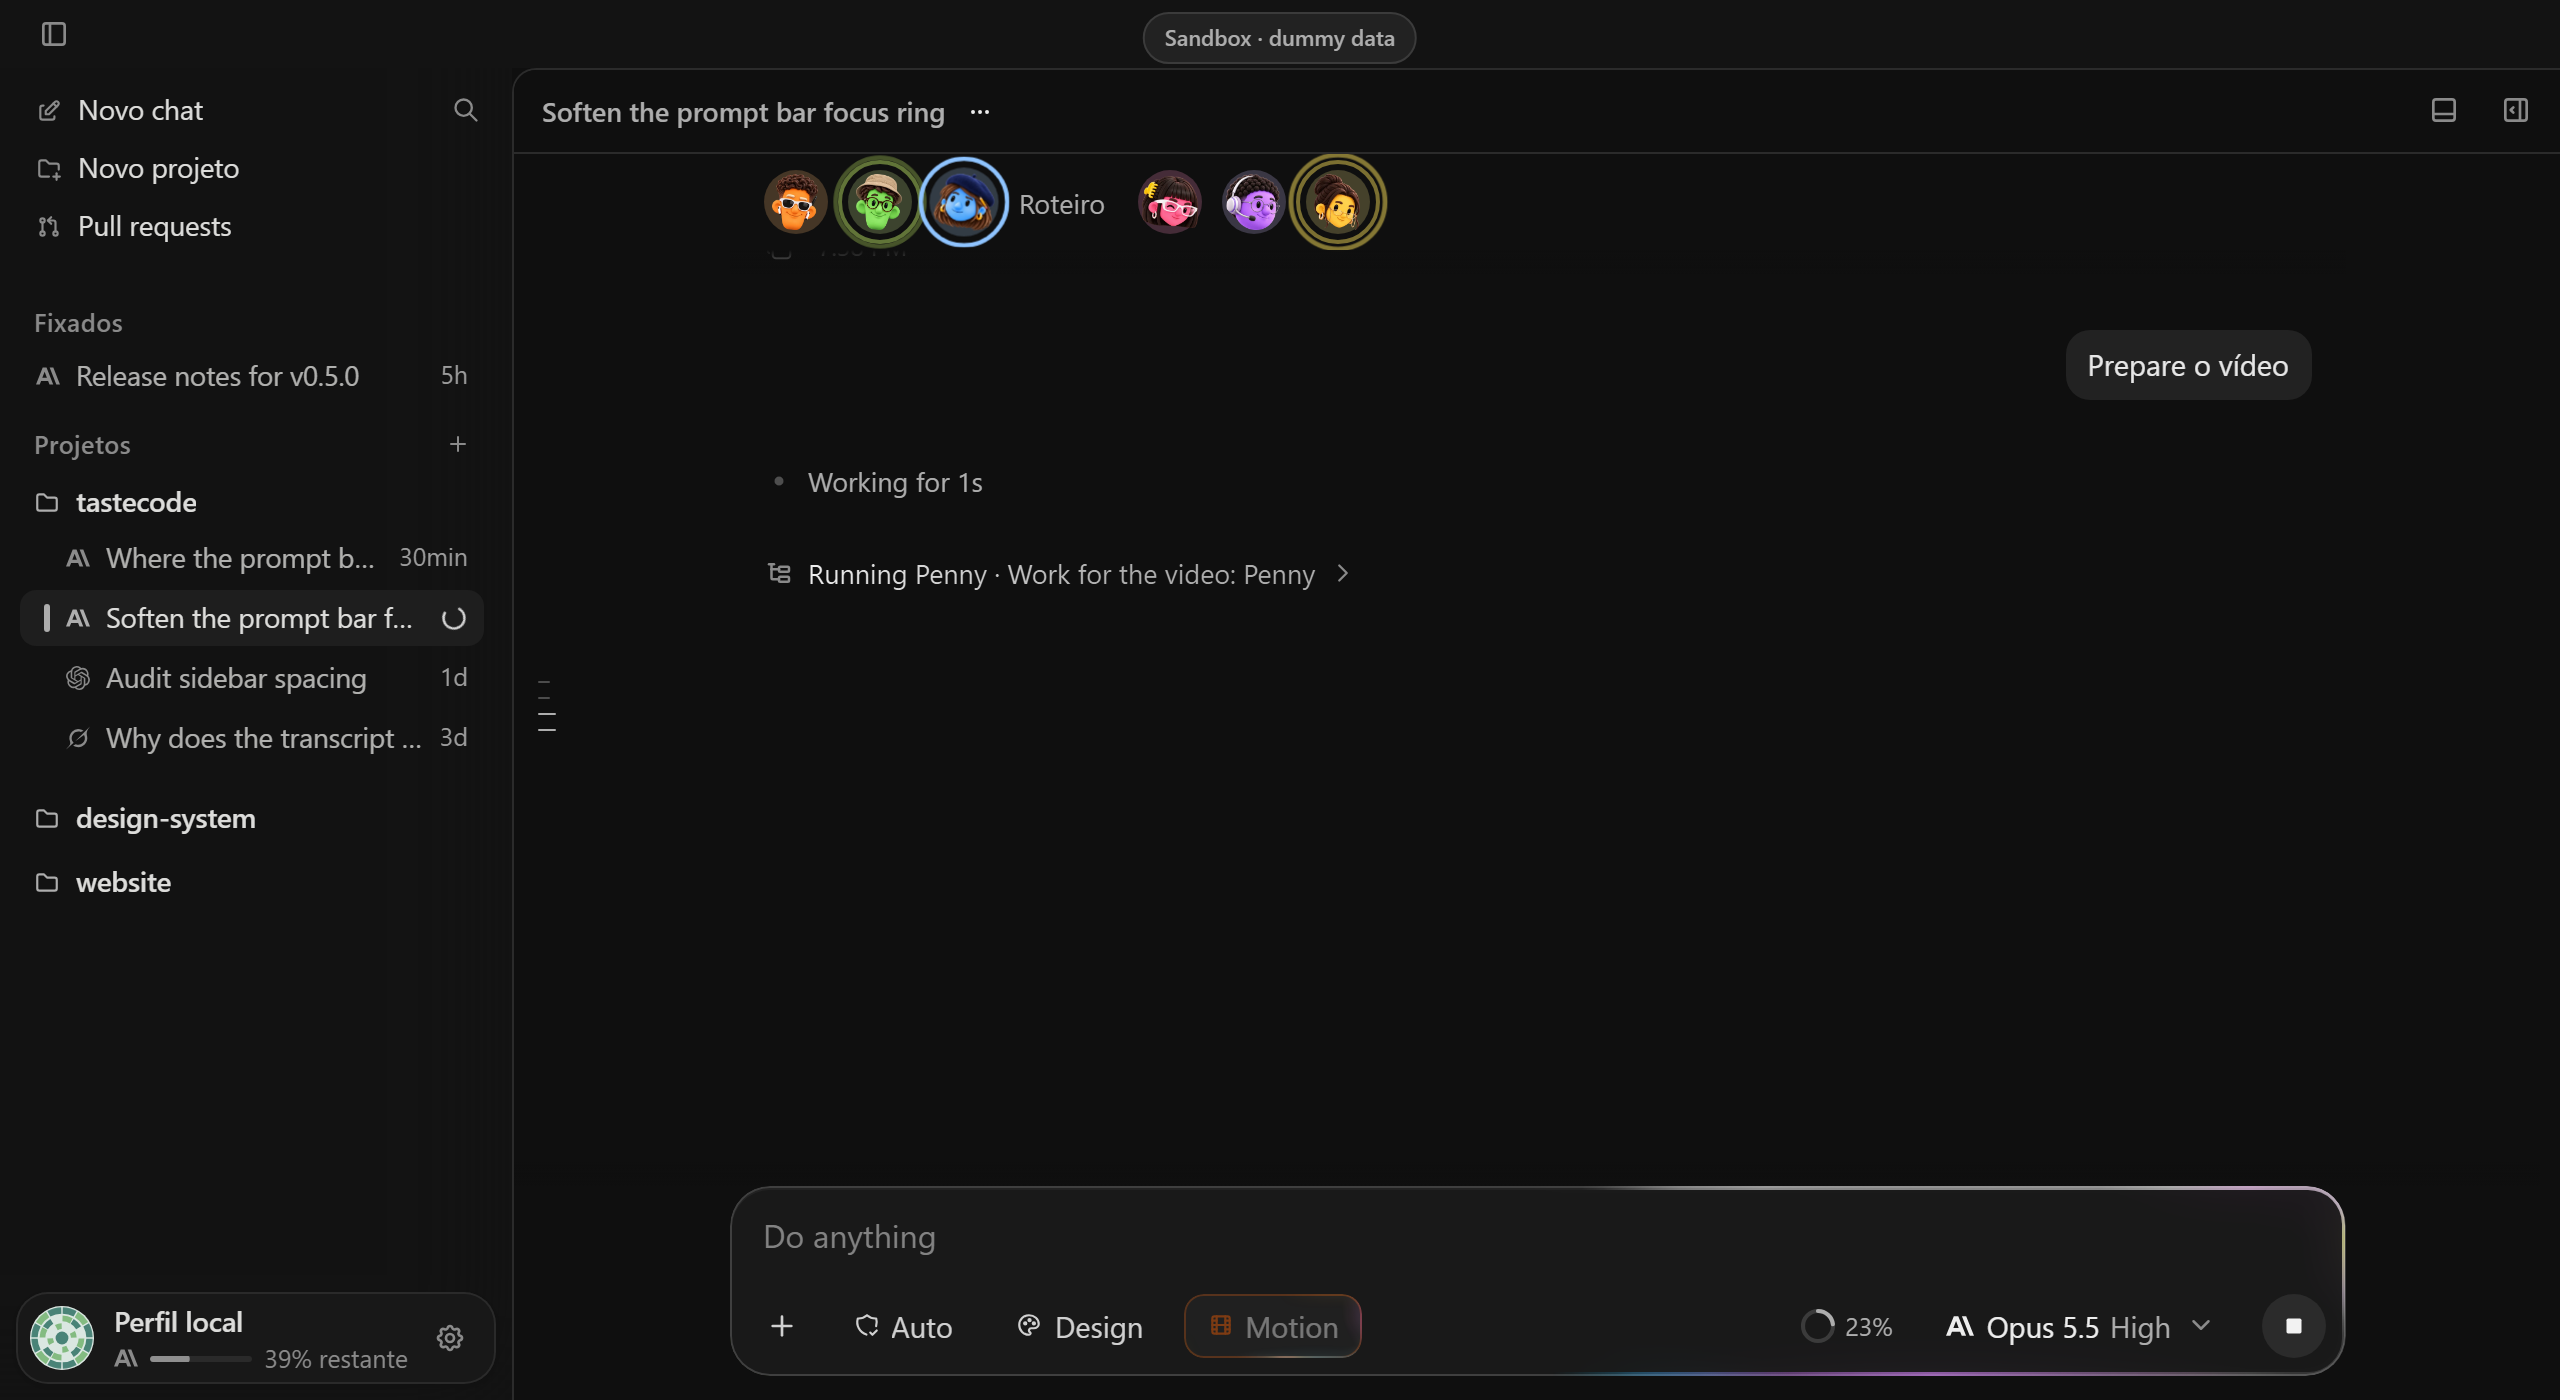 Sandbox · dummy data
Novo chat
Novo projeto
Pull requests
Fixados
Release notes for v0.5.0 5h
Projetos
tastecode
Where the prompt b... 30min
Soften the prompt bar f...
Audit sidebar spacing 1d
Why does the transcript ... 3d
design-system
website
Perfil local
39% restante
Soften the prompt bar focus ring
Roteiro
Prepare o vídeo
Working for 1s
Running Penny · Work for the video: Penny
Do anything
Auto Design Motion 23% Opus 5.5 High